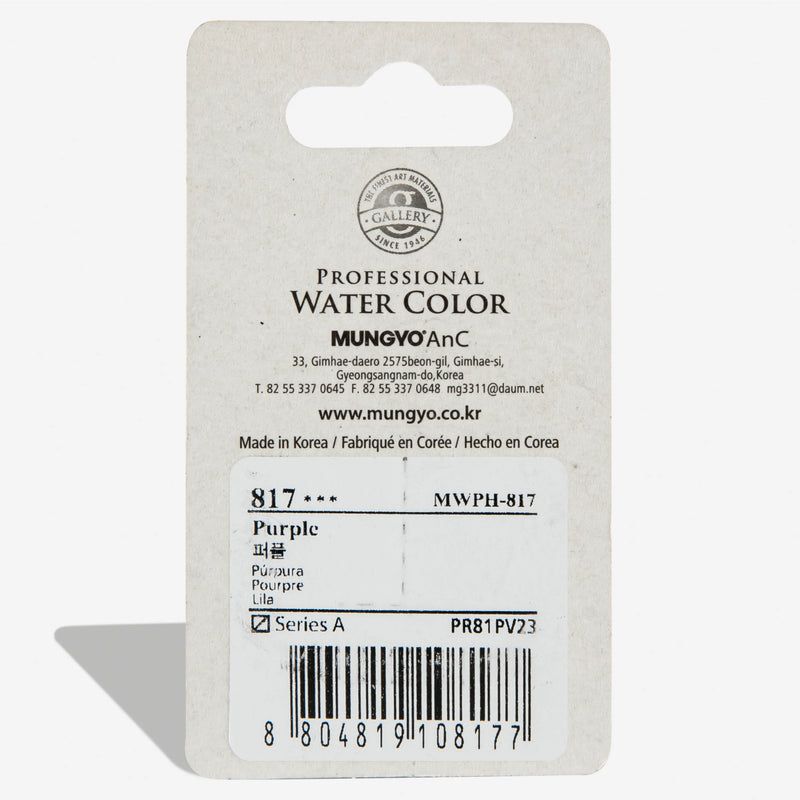 THE FINEST ART MATERIALS
g
GALLERY
SINCE 1946
PROFESSIONAL
WATER COLOR
MUNGYO® AnC
33, Gimhae-daero 2575beon-gil, Gimhae-si,
Gyeongsangnam-do,Korea
T. 82 55 337 0645 F. 82 55 337 0648 mg3311@daum.net
www.mungyo.co.kr
Made in Korea / Fabriqué en Corée / Hecho en Corea
817 *** MWPH-817
Purple
퍼플
Púrpura
Pourpre
Lila
Series A PR81PV23
8 804819 108177